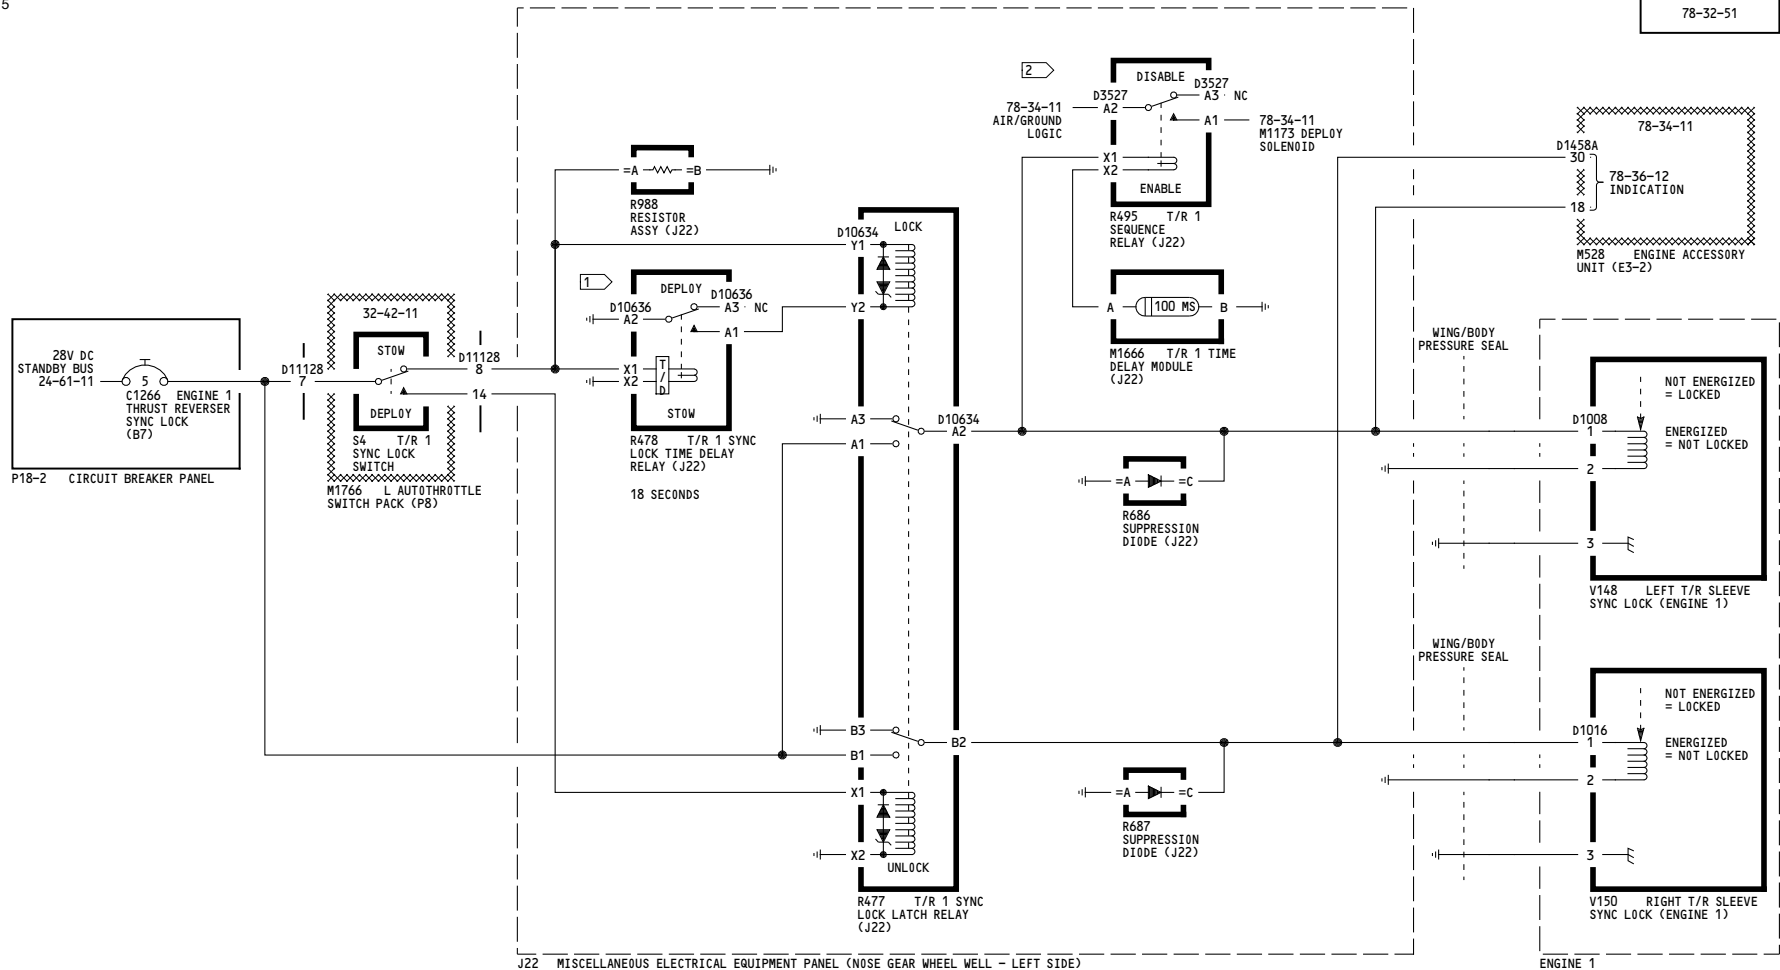 5
78-32-51
28V DC
STANDBY BUS
24-61-11
5
C1266 ENGINE 1
THRUST REVERSER
SYNC LOCK
(B7)
P18-2 CIRCUIT BREAKER PANEL
D11128
7
32-42-11
STOW
DEPLOY
S4 T/R 1
SYNC LOCK
SWITCH
M1766 L AUTOTHROTTLE
SWITCH PACK (P8)
D11128
8
14
=A
=B
R988
RESISTOR
ASSY (J22)
1
DEPLOY
D10636
A2
D10636
A3 NC
A1
X1
X2
T/D
STOW
R478 T/R 1 SYNC
LOCK TIME DELAY
RELAY (J22)
18 SECONDS
D10634
LOCK
Y1
Y2
A3
A1
D10634
A2
B3
B1
B2
X1
X2
UNLOCK
R477 T/R 1 SYNC
LOCK LATCH RELAY
(J22)
2
78-34-11
AIR/GROUND
LOGIC
DISABLE
D3527
A2
D3527
A3 NC
A1
78-34-11
M1173 DEPLOY
SOLENOID
X1
X2
ENABLE
R495 T/R 1
SEQUENCE
RELAY (J22)
A
100 MS
B
M1666 T/R 1 TIME
DELAY MODULE
(J22)
=A
=C
R686
SUPPRESSION
DIODE (J22)
=A
=C
R687
SUPPRESSION
DIODE (J22)
78-34-11
D1458A
30
78-36-12
INDICATION
18
M528 ENGINE ACCESSORY
UNIT (E3-2)
WING/BODY
PRESSURE SEAL
NOT ENERGIZED
= LOCKED
D1008
1
ENERGIZED
= NOT LOCKED
2
3
V148 LEFT T/R SLEEVE
SYNC LOCK (ENGINE 1)
WING/BODY
PRESSURE SEAL
NOT ENERGIZED
= LOCKED
D1016
1
ENERGIZED
= NOT LOCKED
2
3
V150 RIGHT T/R SLEEVE
SYNC LOCK (ENGINE 1)
J22 MISCELLANEOUS ELECTRICAL EQUIPMENT PANEL (NOSE GEAR WHEEL WELL - LEFT SIDE)
ENGINE 1